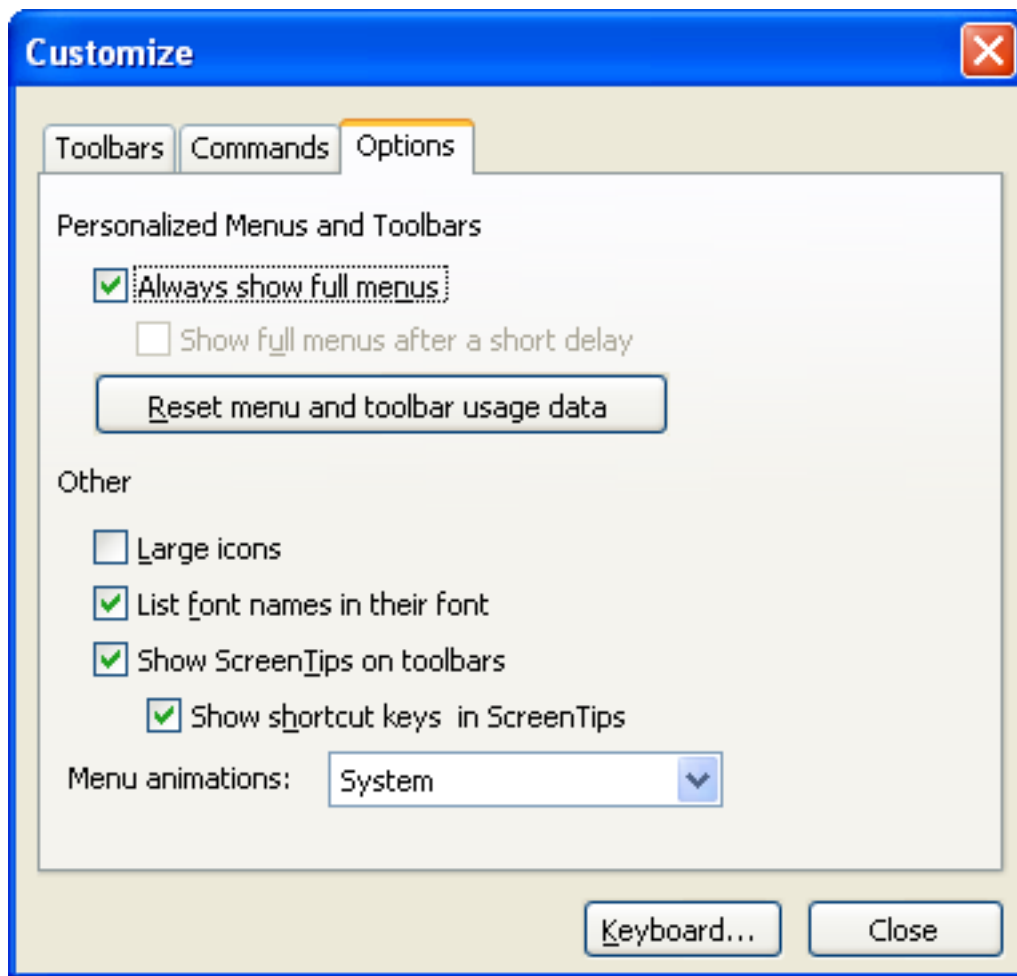 Customize
Toolbars Commands Options
Personalized Menus and Toolbars
Always show full menus
Show full menus after a short delay
Reset menu and toolbar usage data
Other
Large icons
List font names in their font
Show ScreenTips on toolbars
Show shortcut keys  in ScreenTips
Menu animations: System
Keyboard... Close